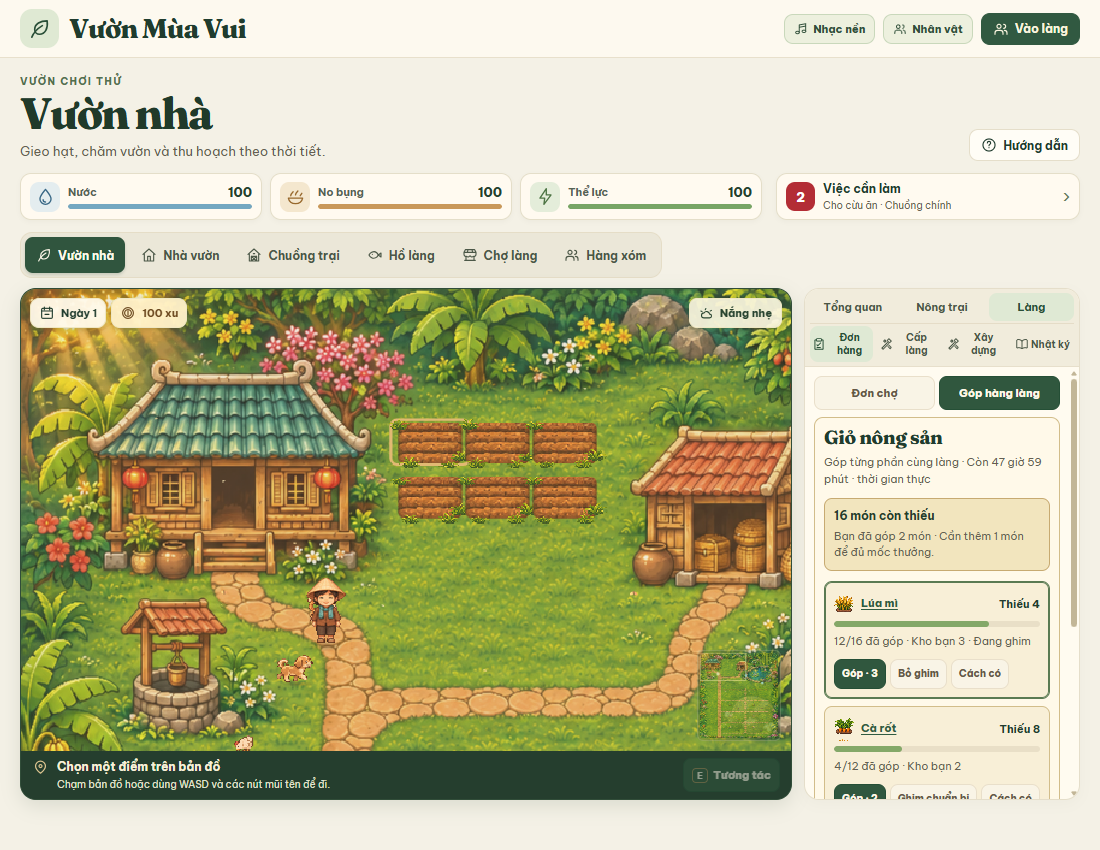 Vườn Mùa Vui
Nhạc nền
Nhân vật
Vào làng
VƯỜN CHƠI THỬ
Vườn nhà
Gieo hạt, chăm vườn và thu hoạch theo thời tiết.
Hướng dẫn
Nước 100
No bụng 100
Thể lực 100
2
Việc cần làm
Cho cừu ăn · Chuồng chính
Vườn nhà
Nhà vườn
Chuồng trại
Hồ làng
Chợ làng
Hàng xóm
Ngày 1
100 xu
Nắng nhẹ
Chọn một điểm trên bản đồ
Chạm bản đồ hoặc dùng WASD và các nút mũi tên để đi.
E Tương tác
Tổng quan
Nông trại
Làng
Đơn
hàng
Cấp
làng
Xây
dựng
Nhật ký
Đơn chợ
Góp hàng làng
Giỏ nông sản
Góp từng phần cùng làng · Còn 47 giờ 59
phút · thời gian thực
16 món còn thiếu
Bạn đã góp 2 món · Cần thêm 1 món
để đủ mốc thưởng.
Lúa mì Thiếu 4
12/16 đã góp · Kho bạn 3 · Đang ghim
Góp · 3
Bỏ ghim
Cách có
Cà rốt Thiếu 8
4/12 đã góp · Kho bạn 2
Góp · 2
Ghim chuẩn bị
Cách có